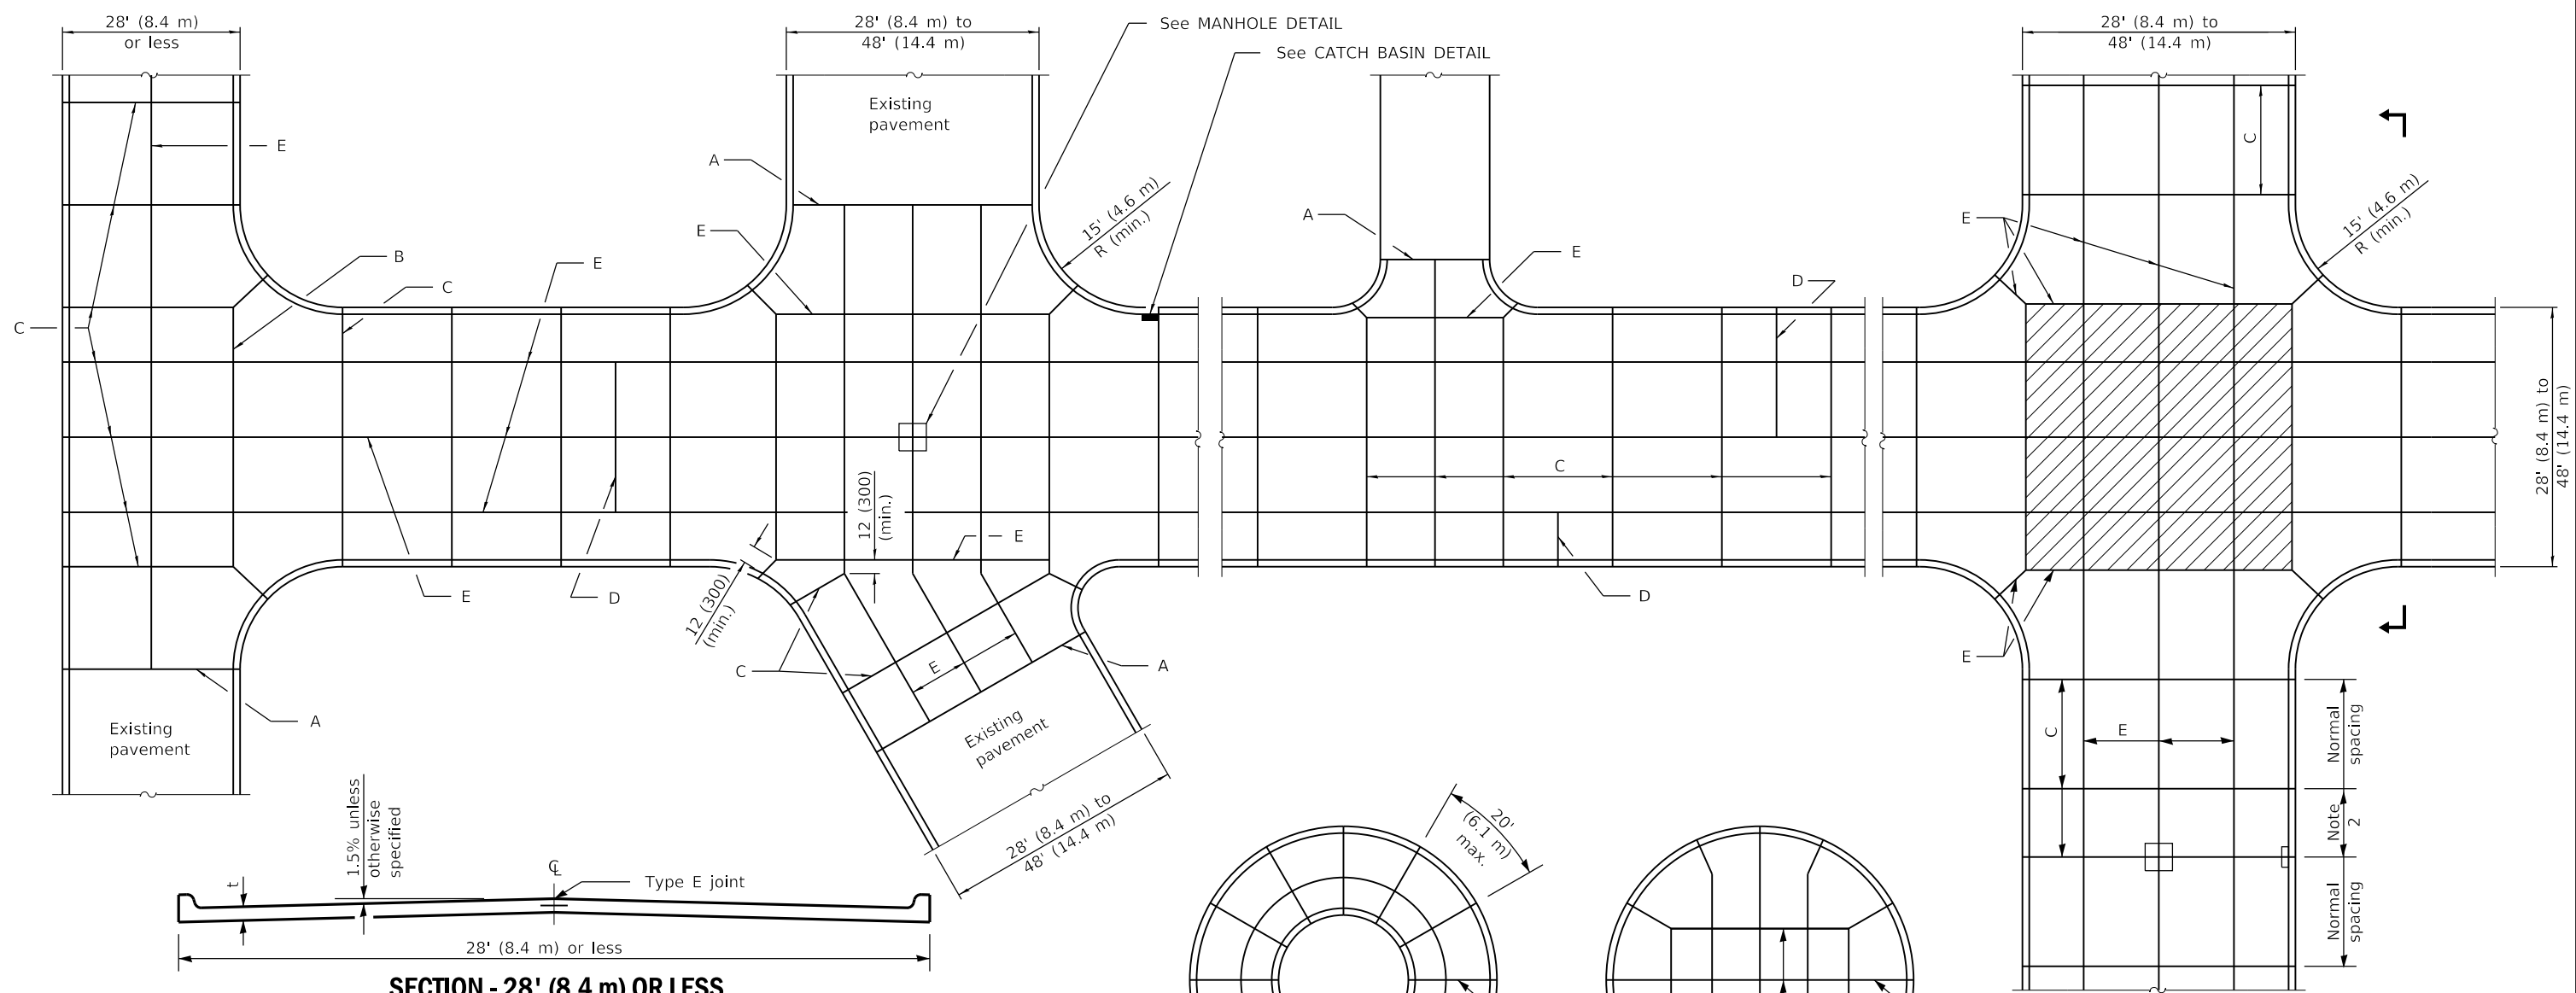 28' (8.4 m)
or less
28' (8.4 m) to
48' (14.4 m)
See MANHOLE DETAIL
See CATCH BASIN DETAIL
28' (8.4 m) to
48' (14.4 m)
Existing
pavement
C
E
A
15' (4.6 m)
R (min.)
A
15' (4.6 m)
R (min.)
E
E
B
E
E
C
D
C
28' (8.4 m) to
48' (14.4 m)
C
12 (300)
(min.)
E
E
D
D
12 (300)
(min.)
E
C
E
A
A
Existing
pavement
Existing
pavement
C
E
Normal
spacing
28' (8.4 m) to
48' (14.4 m)
1.5% unless
otherwise
specified
20'
(6.1 m)
max.
Note
2
t
℄
Type E joint
Normal
spacing
28' (8.4 m) or less
SECTION - 28' (8.4 m) OR LESS